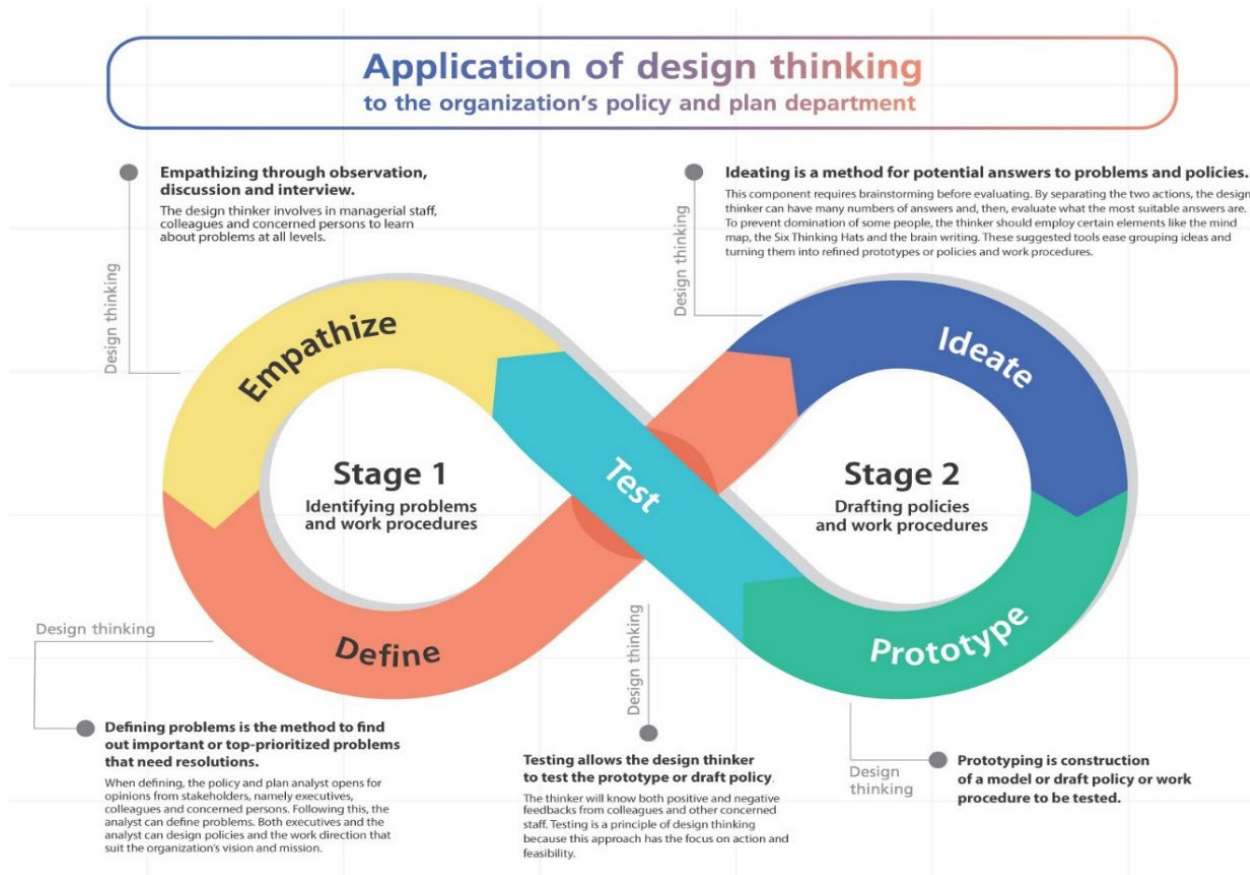 Application of design thinking
to the organization's policy and plan department
Empathizing through observation,
discussion and interview.
The design thinker involves in managerial staff,
colleagues and concerned persons to learn
about problems at all levels.
Design thinking
Ideating is a method for potential answers to problems and policies.
This component requires brainstorming before evaluating. By separating the two actions, the design
thinker can have many numbers of answers and, then, evaluate what the most suitable answers are.
To prevent domination of some people, the thinker should employ certain elements like the mind
map, the Six Thinking Hats and the brain writing. These suggested tools ease grouping ideas and
turning them into refined prototypes or policies and work procedures.
Design thinking
Empathize
Ideate
Stage 1
Identifying problems
and work procedures
Test
Stage 2
Drafting policies
and work procedures
Define
Prototype
Design thinking
Defining problems is the method to find
out important or top-prioritized problems
that need resolutions.
When defining, the policy and plan analyst opens for
opinions from stakeholders, namely executives,
colleagues and concerned persons. Following this, the
analyst can define problems. Both executives and the
analyst can design policies and the work direction that
suit the organization's vision and mission.
Design thinking
Testing allows the design thinker
to test the prototype or draft policy.
The thinker will know both positive and negative
feedbacks from colleagues and other concerned
staff. Testing is a principle of design thinking
because this approach has the focus on action and
feasibility.
Design
thinking
Prototyping is construction
of a model or draft policy or work
procedure to be tested.